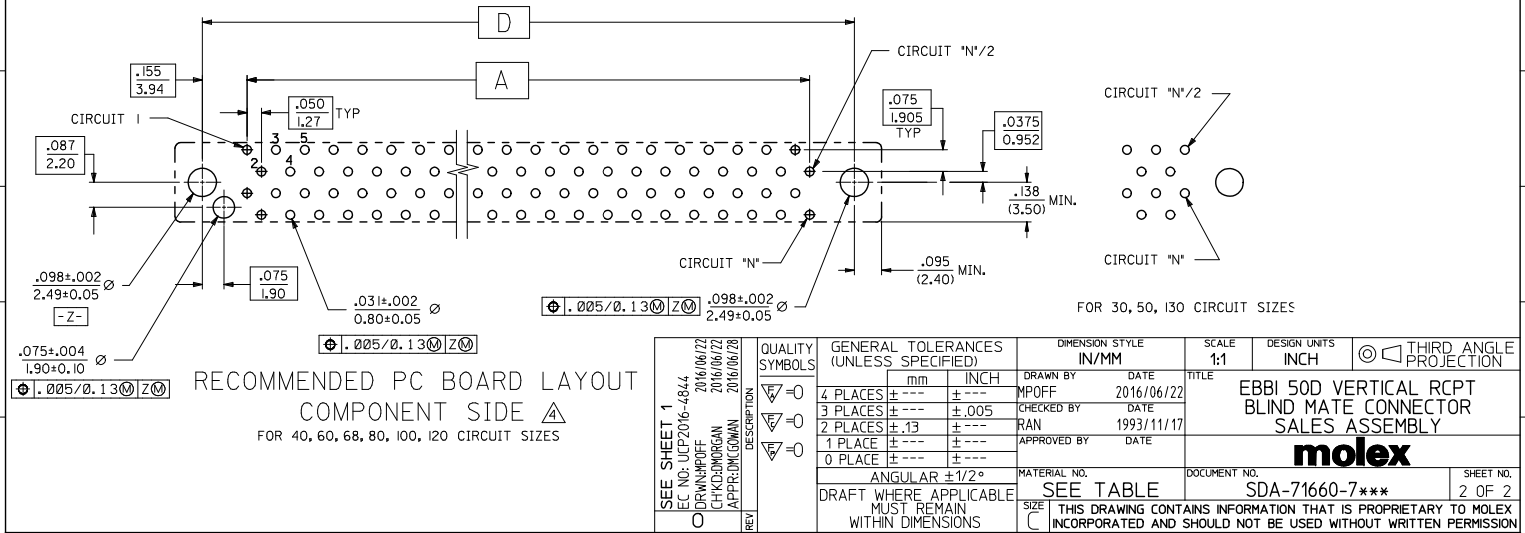 D
CIRCUIT "N"/2
.155
3.94
A
.050
1.27
TYP
.075
1.905
TYP
CIRCUIT "N"/2
CIRCUIT 1
3 5
.0375
0.952
.087
2.20
2 4
.138
(3.50)
MIN.
CIRCUIT "N"
CIRCUIT "N"
.095
(2.40)
MIN.
.098±.002
2.49±0.05
Ø
-Z-
.075
1.90
.031±.002
0.80±0.05
Ø
⌖ .005/0.13Ⓜ ZⓂ
⌖ .005/0.13Ⓜ ZⓂ
.098±.002
2.49±0.05
Ø
FOR 30, 50, 130 CIRCUIT SIZES
.075±.004
1.90±0.10
Ø
⌖ .005/0.13Ⓜ ZⓂ
RECOMMENDED PC BOARD LAYOUT
COMPONENT SIDE 4
FOR 40, 60, 68, 80, 100, 120 CIRCUIT SIZES
SEE SHEET 1
EC NO: UCP2016-4844
DRWN:MPOFF 2016/06/22
CH'KD:DMORGAN 2016/06/22
APPR:DMCGOWAN 2016/06/28
O
REV
DESCRIPTION
QUALITY
SYMBOLS
=0
=0
=0
GENERAL TOLERANCES
(UNLESS SPECIFIED)
mm INCH
4 PLACES ±--- ±---
3 PLACES ±--- ±.005
2 PLACES ±.13 ±---
1 PLACE ±--- ±---
0 PLACE ±--- ±---
ANGULAR ±1/2°
DRAFT WHERE APPLICABLE
MUST REMAIN
WITHIN DIMENSIONS
DIMENSION STYLE
IN/MM
SCALE
1:1
DESIGN UNITS
INCH
THIRD ANGLE
PROJECTION
DRAWN BY DATE
MPOFF 2016/06/22
CHECKED BY DATE
RAN 1993/11/17
APPROVED BY DATE
TITLE
EBBI 50D VERTICAL RCPT
BLIND MATE CONNECTOR
SALES ASSEMBLY
molex
MATERIAL NO.
SEE TABLE
DOCUMENT NO.
SDA-71660-7***
SHEET NO.
2 OF 2
SIZE
C
THIS DRAWING CONTAINS INFORMATION THAT IS PROPRIETARY TO MOLEX
INCORPORATED AND SHOULD NOT BE USED WITHOUT WRITTEN PERMISSION